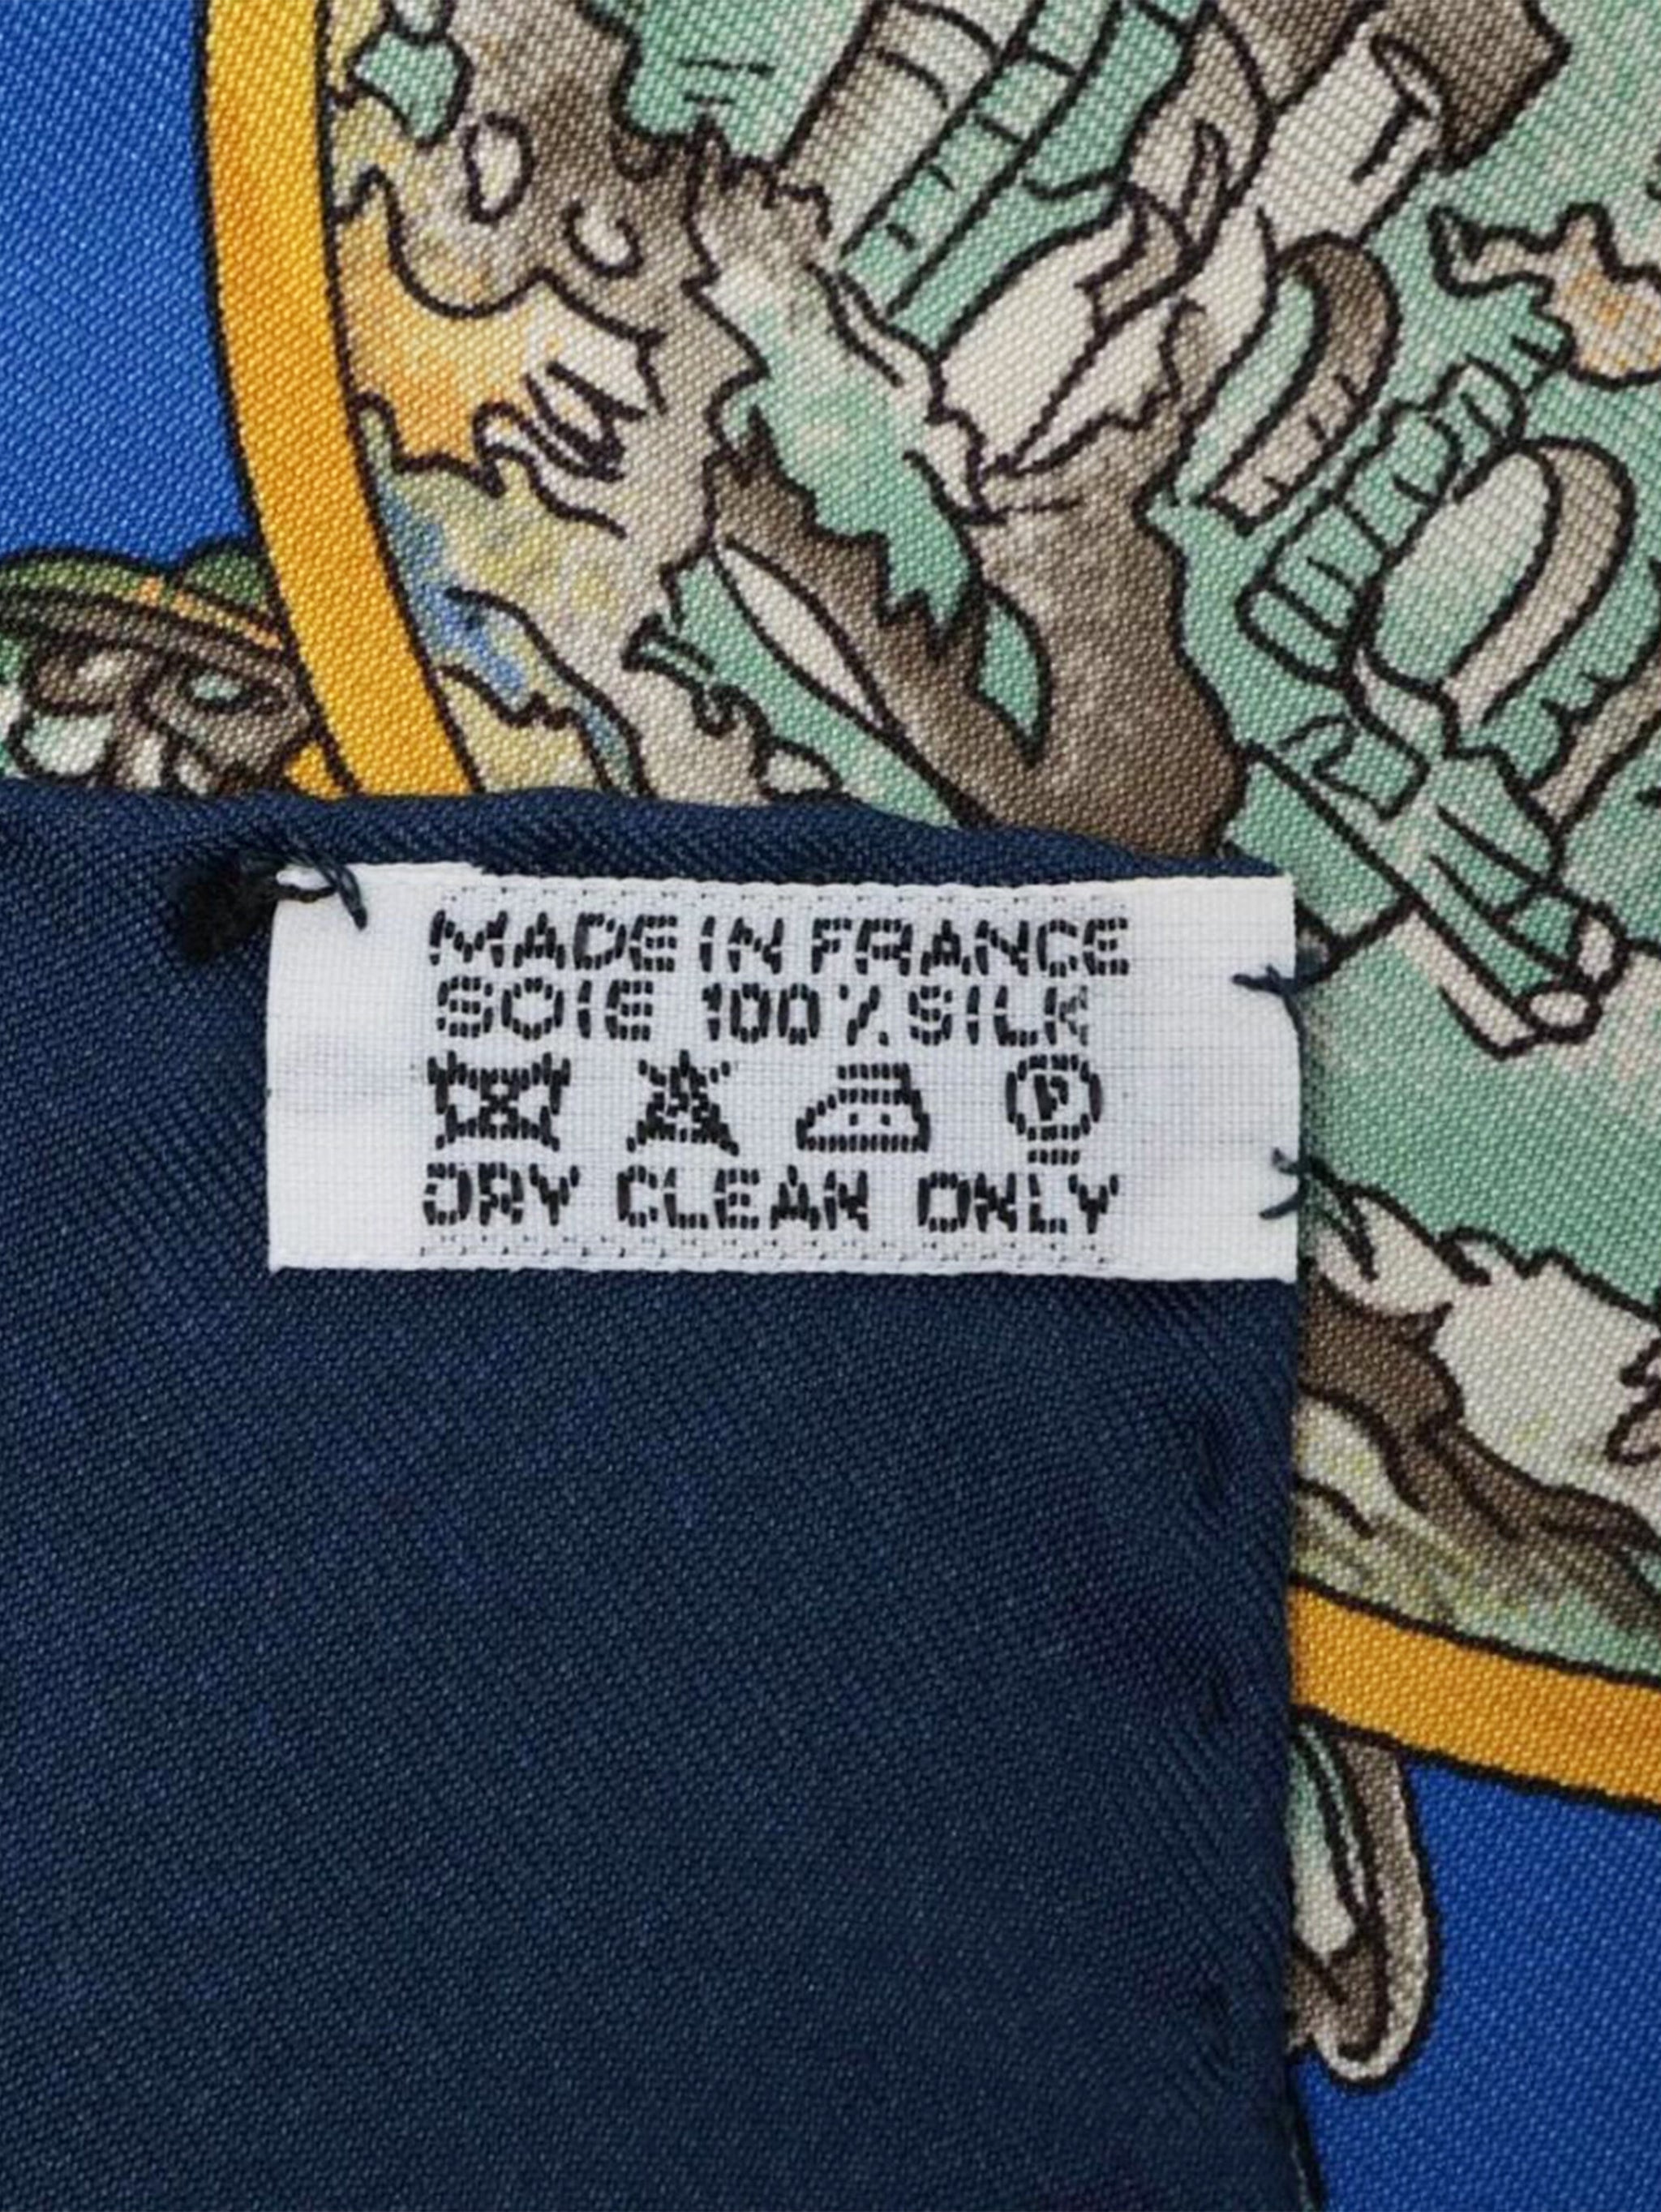 MADE IN FRANCE
SOIE 100% SILK
P
DRY CLEAN ONLY